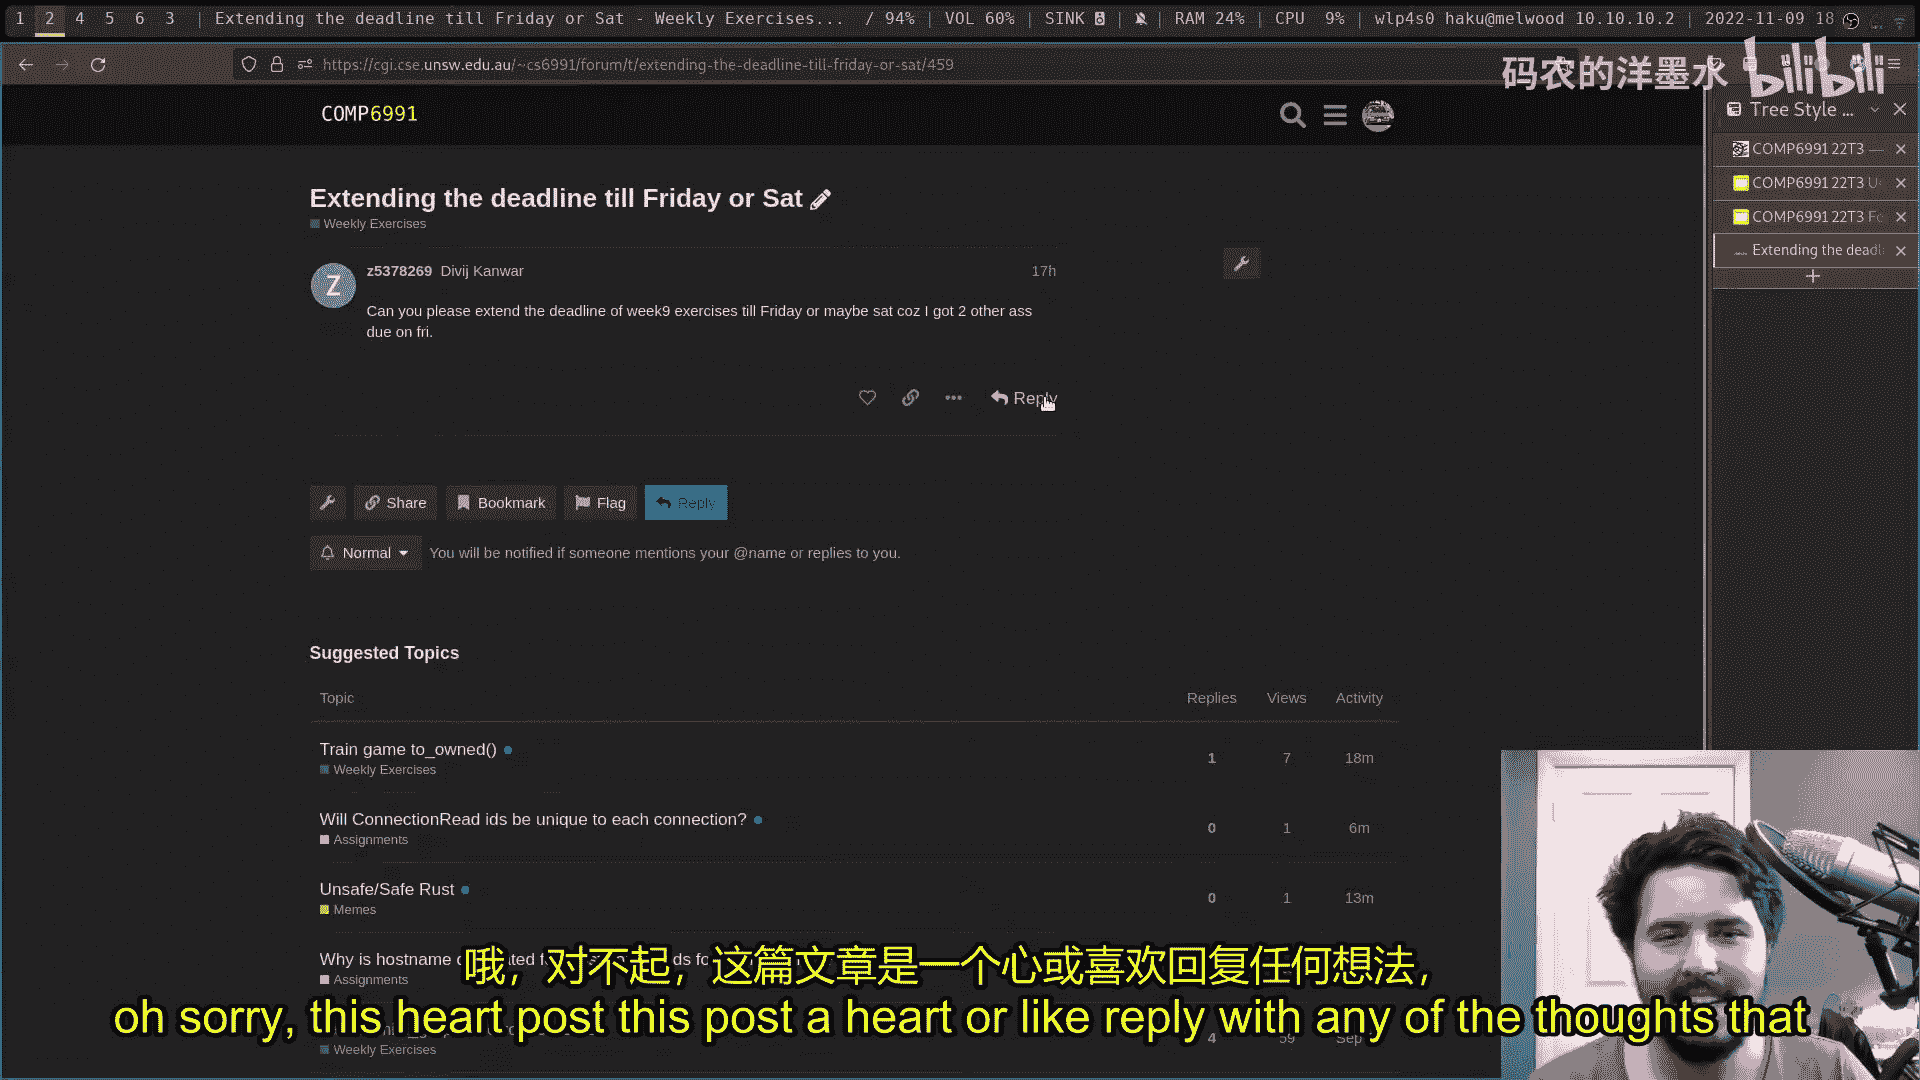 1 2 4 5 6 3 | Extending the deadline till Friday or Sat - Weekly Exercises... / 94% | VOL 60% | SINK | | RAM 24% | CPU 9% | wlp4s0 haku@melwood 10.10.10.2 | 2022-11-09 18
https://cgi.cse.unsw.edu.au/~cs6991/forum/t/extending-the-deadline-till-friday-or-sat/459
码农的洋墨水 bilibili
COMP6991
Tree Style ...
COMP6991 22T3 —
COMP6991 22T3
COMP6991 22T3
Extending the deadl
Extending the deadline till Friday or Sat
Weekly Exercises
Z
z5378269 Divij Kanwar 17h
Can you please extend the deadline of week9 exercises till Friday or maybe sat coz I got 2 other ass
due on fri.
Reply
Share Bookmark Flag Reply
Normal You will be notified if someone mentions your @name or replies to you.
Suggested Topics
Topic Replies Views Activity
Train game to_owned() 1 7 18m
Weekly Exercises
Will ConnectionRead ids be unique to each connection? 0 1 6m
Assignments
Unsafe/Safe Rust 0 1 13m
Memes
Why is hostname
Assignments
4 59 Sep
Weekly Exercises
哦，对不起，这篇文章是一个心或喜欢回复任何想法，
oh sorry, this heart post this post a heart or like reply with any of the thoughts that